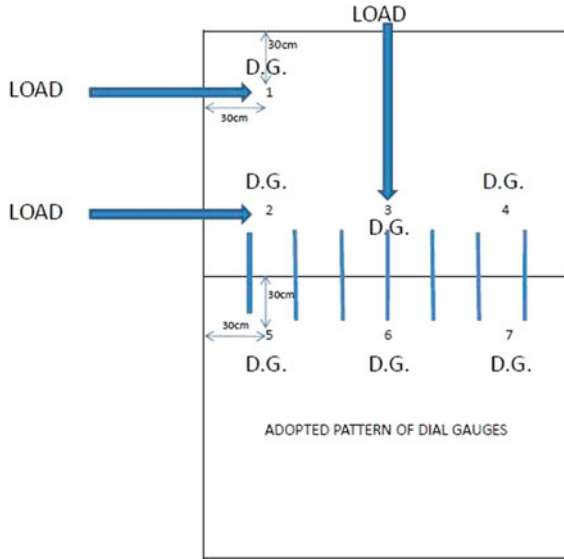 LOAD
30cm
D.G.
LOAD
1
30cm
D.G.
D.G.
LOAD
2
3
4
D.G.
30cm
30cm
5
6
7
D.G.
D.G.
D.G.
ADOPTED PATTERN OF DIAL GAUGES